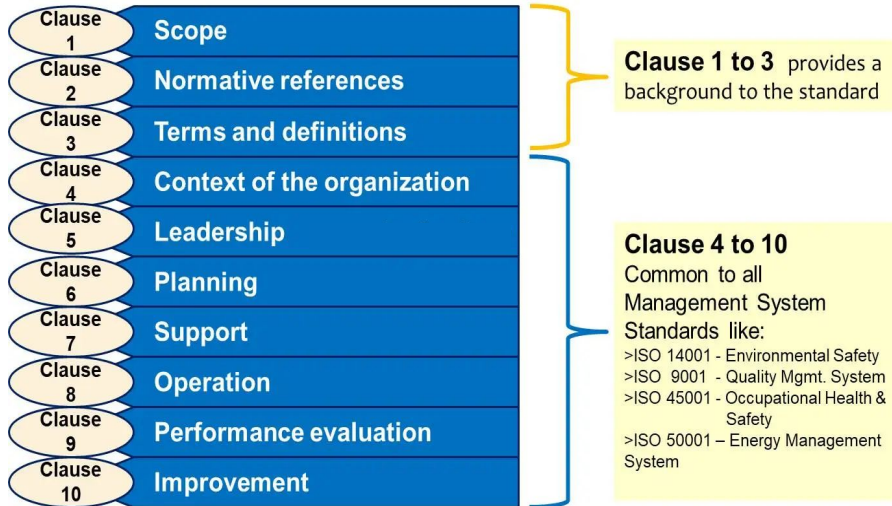 Clause
1
Scope
Clause
2
Normative references
Clause
3
Terms and definitions
Clause
4
Context of the organization
Clause
5
Leadership
Clause
6
Planning
Clause
7
Support
Clause
8
Operation
Clause
9
Performance evaluation
Clause
10
Improvement
Clause 1 to 3 provides a
background to the standard
Clause 4 to 10
Common to all
Management System
Standards like:
>ISO 14001 - Environmental Safety
>ISO 9001 - Quality Mgmt. System
>ISO 45001 - Occupational Health &
Safety
>ISO 50001 – Energy Management
System